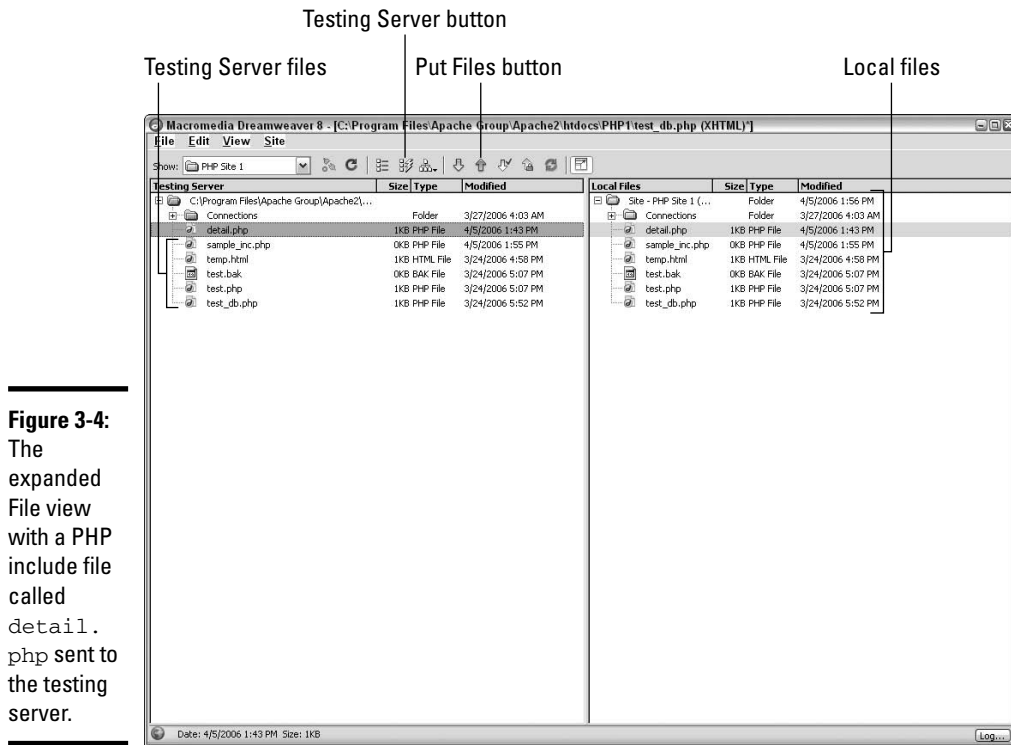 Testing Server button
Testing Server files
Put Files button
Local files
Macromedia Dreamweaver 8 - [C:\Program Files\Apache Group\Apache2\htdocs\PHP1\test_db.php (XHTML)*]
File Edit View Site
Show: PHP Site 1
Testing Server Size Type Modified
C:\Program Files\Apache Group\Apache2\...
Connections Folder 3/27/2006 4:03 AM
detail.php 1KB PHP File 4/5/2006 1:43 PM
sample_inc.php 0KB PHP File 4/5/2006 1:55 PM
temp.html 1KB HTML File 3/24/2006 4:58 PM
test.bak 0KB BAK File 3/24/2006 5:07 PM
test.php 1KB PHP File 3/24/2006 5:07 PM
test_db.php 1KB PHP File 3/24/2006 5:52 PM
Local Files Size Type Modified
Site - PHP Site 1 (... Folder 4/5/2006 1:56 PM
Connections Folder 3/27/2006 4:03 AM
detail.php 1KB PHP File 4/5/2006 1:43 PM
sample_inc.php 0KB PHP File 4/5/2006 1:55 PM
temp.html 1KB HTML File 3/24/2006 4:58 PM
test.bak 0KB BAK File 3/24/2006 5:07 PM
test.php 1KB PHP File 3/24/2006 5:07 PM
test_db.php 1KB PHP File 3/24/2006 5:52 PM
Date: 4/5/2006 1:43 PM Size: 1KB
Log...
Figure 3-4:
The
expanded
File view
with a PHP
include file
called
detail.
php sent to
the testing
server.